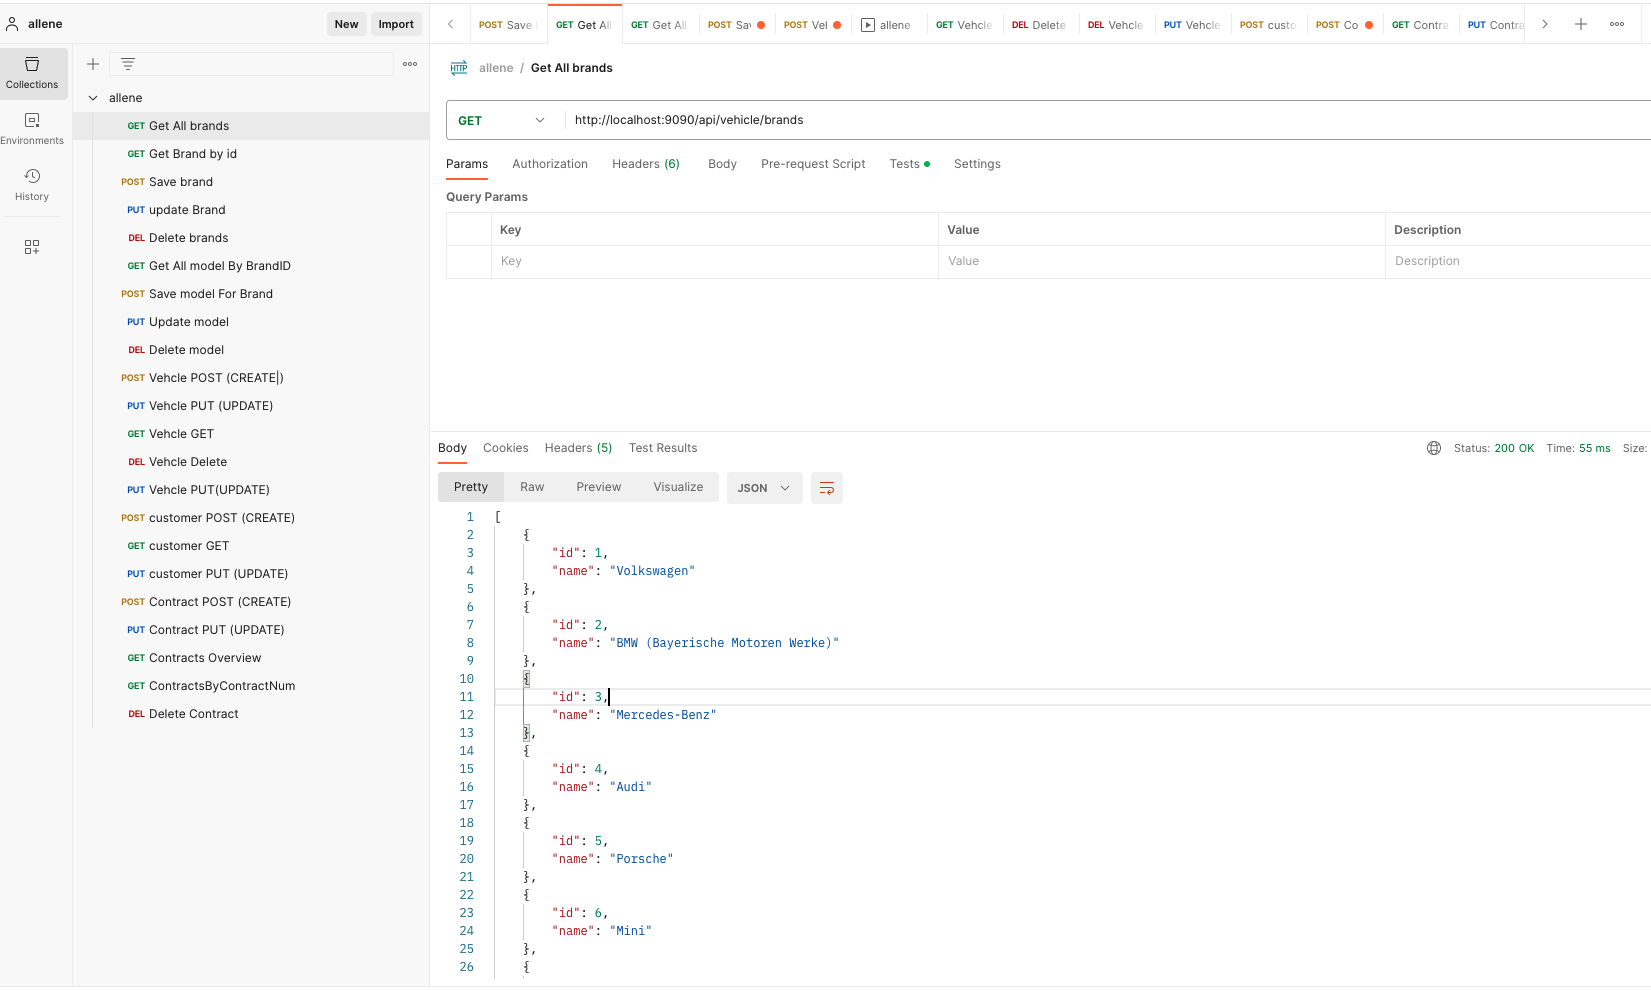 allene
New
Import
POST Save
GET Get All
GET Get All
POST Sav
POST Vel
allene
GET Vehcle
DEL Delete
DEL Vehcle
PUT Vehcle
POST custo
POST Co
GET Contra
PUT Contra
Collections
Environments
History
allene
GET Get All brands
GET Get Brand by id
POST Save brand
PUT update Brand
DEL Delete brands
GET Get All model By BrandID
POST Save model For Brand
PUT Update model
DEL Delete model
POST Vehcle POST (CREATE|)
PUT Vehcle PUT (UPDATE)
GET Vehcle GET
DEL Vehcle Delete
PUT Vehcle PUT(UPDATE)
POST customer POST (CREATE)
GET customer GET
PUT customer PUT (UPDATE)
POST Contract POST (CREATE)
PUT Contract PUT (UPDATE)
GET Contracts Overview
GET ContractsByContractNum
DEL Delete Contract
HTTP allene / Get All brands
GET http://localhost:9090/api/vehicle/brands
Params Authorization Headers (6) Body Pre-request Script Tests Settings
Query Params
Key Value Description
Key Value Description
Body Cookies Headers (5) Test Results
Status: 200 OK Time: 55 ms Size:
Pretty Raw Preview Visualize JSON
1 [
2 {
3 "id": 1,
4 "name": "Volkswagen"
5 },
6 {
7 "id": 2,
8 "name": "BMW (Bayerische Motoren Werke)"
9 },
10 {
11 "id": 3,
12 "name": "Mercedes-Benz"
13 },
14 {
15 "id": 4,
16 "name": "Audi"
17 },
18 {
19 "id": 5,
20 "name": "Porsche"
21 },
22 {
23 "id": 6,
24 "name": "Mini"
25 },
26 {